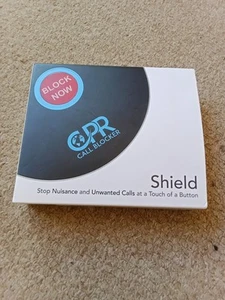 BLOCK
NOW
CPR
CALL BLOCKER
Shield
Stop Nuisance and Unwanted Calls at a Touch of a Button